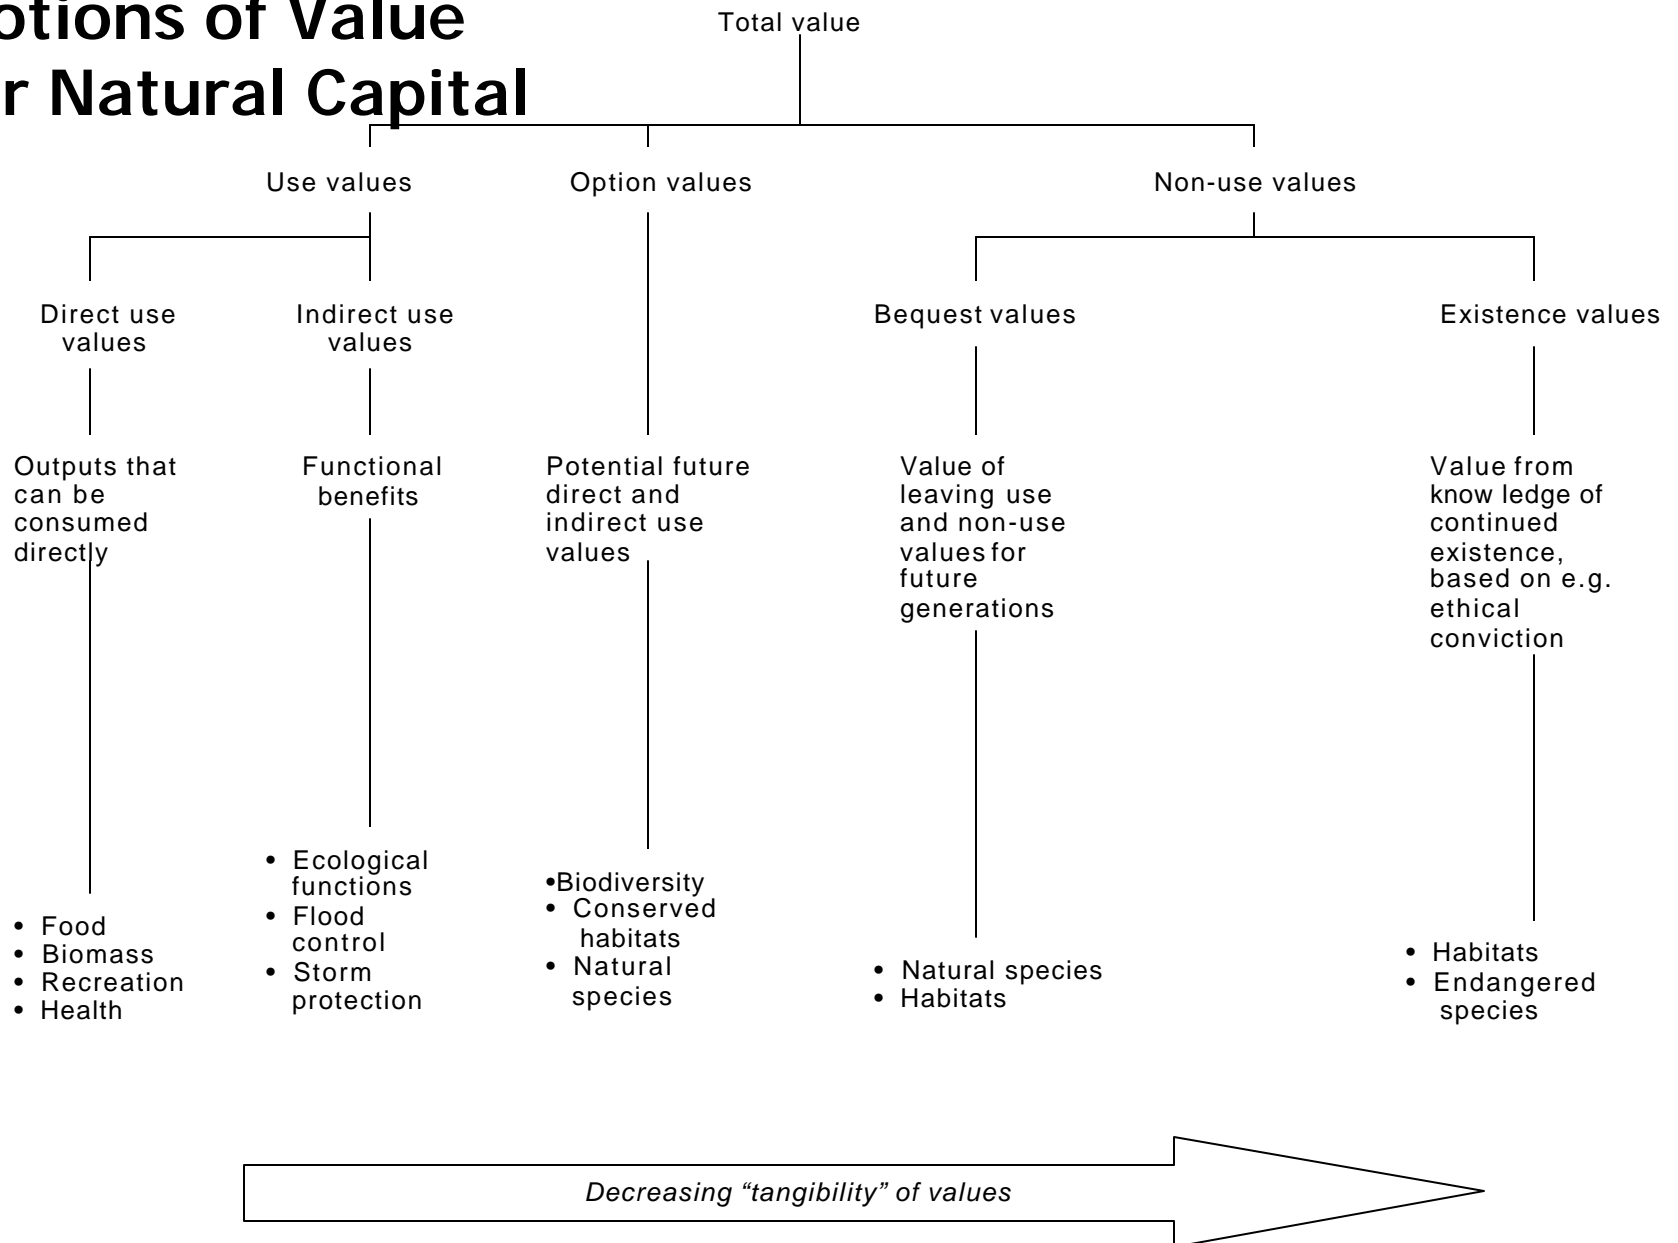 otions of Value
r Natural Capital
Total value
Use values
Option values
Non-use values
Direct use
values
Indirect use
values
Bequest values
Existence values
Outputs that
can be
consumed
directly
Functional
benefits
Potential future
direct and
indirect use
values
Value of
leaving use
and non-use
values for
future
generations
Value from
know ledge of
continued
existence,
based on e.g.
ethical
conviction
• Food
• Biomass
• Recreation
• Health
• Ecological
functions
• Flood
control
• Storm
protection
•Biodiversity
• Conserved
habitats
• Natural
species
• Natural species
• Habitats
• Habitats
• Endangered
species
Decreasing “tangibility” of values